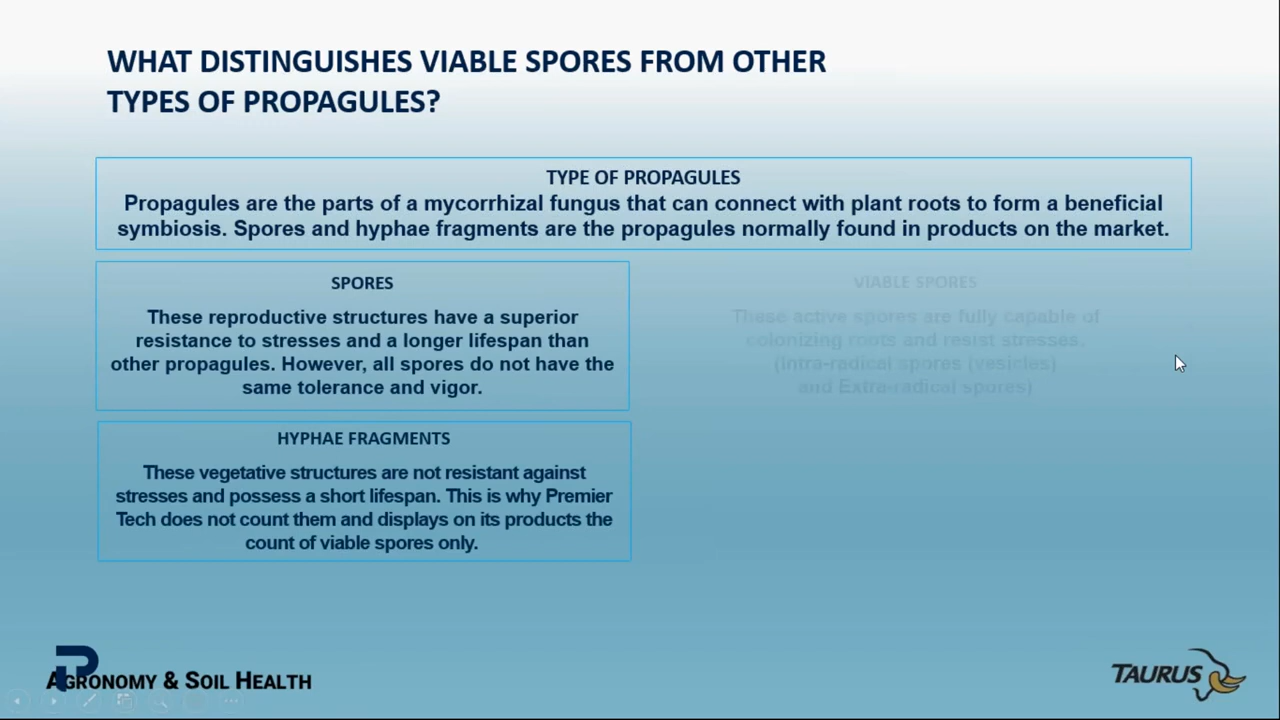 WHAT DISTINGUISHES VIABLE SPORES FROM OTHER
TYPES OF PROPAGULES?
TYPE OF PROPAGULES
Propagules are the parts of a mycorrhizal fungus that can connect with plant roots to form a beneficial
symbiosis. Spores and hyphae fragments are the propagules normally found in products on the market.
SPORES
These reproductive structures have a superior
resistance to stresses and a longer lifespan than
other propagules. However, all spores do not have the
same tolerance and vigor.
VIABLE SPORES
These active spores are fully capable of
colonizing roots and resist stresses.
(Intra-radical spores (vesicles)
and Extra-radical spores)
HYPHAE FRAGMENTS
These vegetative structures are not resistant against
stresses and possess a short lifespan. This is why Premier
Tech does not count them and displays on its products the
count of viable spores only.
AGRONOMY & SOIL HEALTH
TAURUS